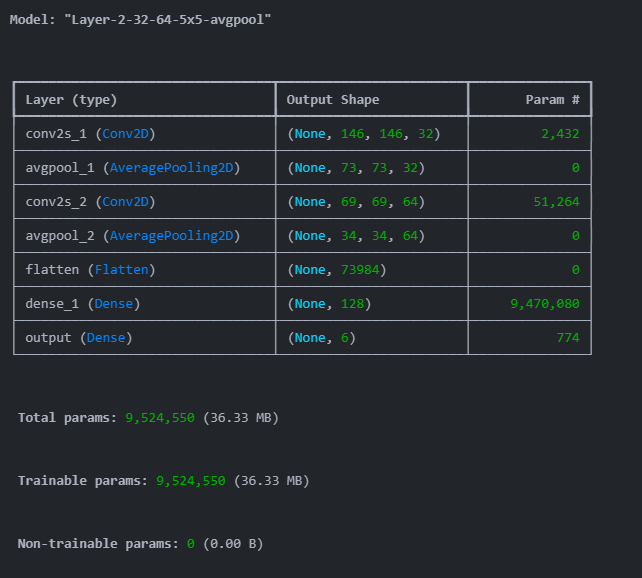 Model: "Layer-2-32-64-5x5-avgpool"
Layer (type) Output Shape Param #
conv2s_1 (Conv2D) (None, 146, 146, 32) 2,432
avgpool_1 (AveragePooling2D) (None, 73, 73, 32) 0
conv2s_2 (Conv2D) (None, 69, 69, 64) 51,264
avgpool_2 (AveragePooling2D) (None, 34, 34, 64) 0
flatten (Flatten) (None, 73984) 0
dense_1 (Dense) (None, 128) 9,470,080
output (Dense) (None, 6) 774
Total params: 9,524,550 (36.33 MB)
Trainable params: 9,524,550 (36.33 MB)
Non-trainable params: 0 (0.00 B)